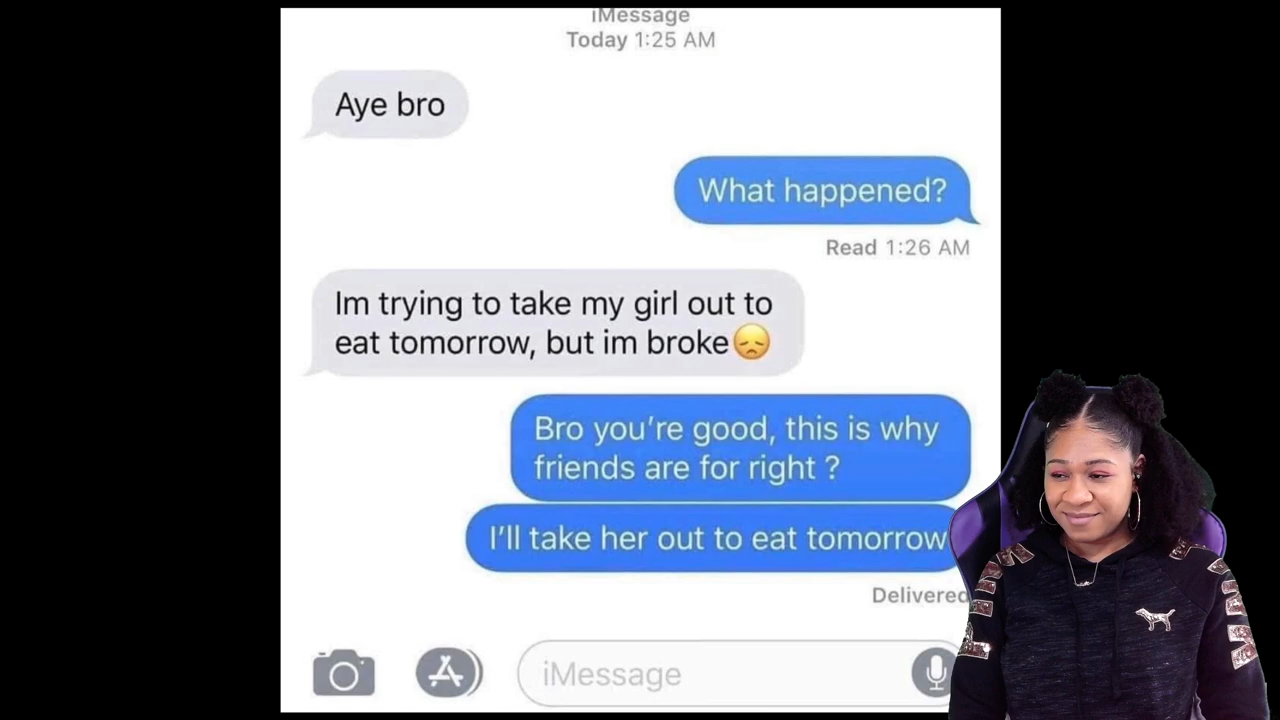 iMessage
Today 1:25 AM
Aye bro
What happened?
Read 1:26 AM
Im trying to take my girl out to
eat tomorrow, but im broke😞
Bro you’re good, this is why
friends are for right ?
I’ll take her out to eat tomorrow
Delivered
iMessage